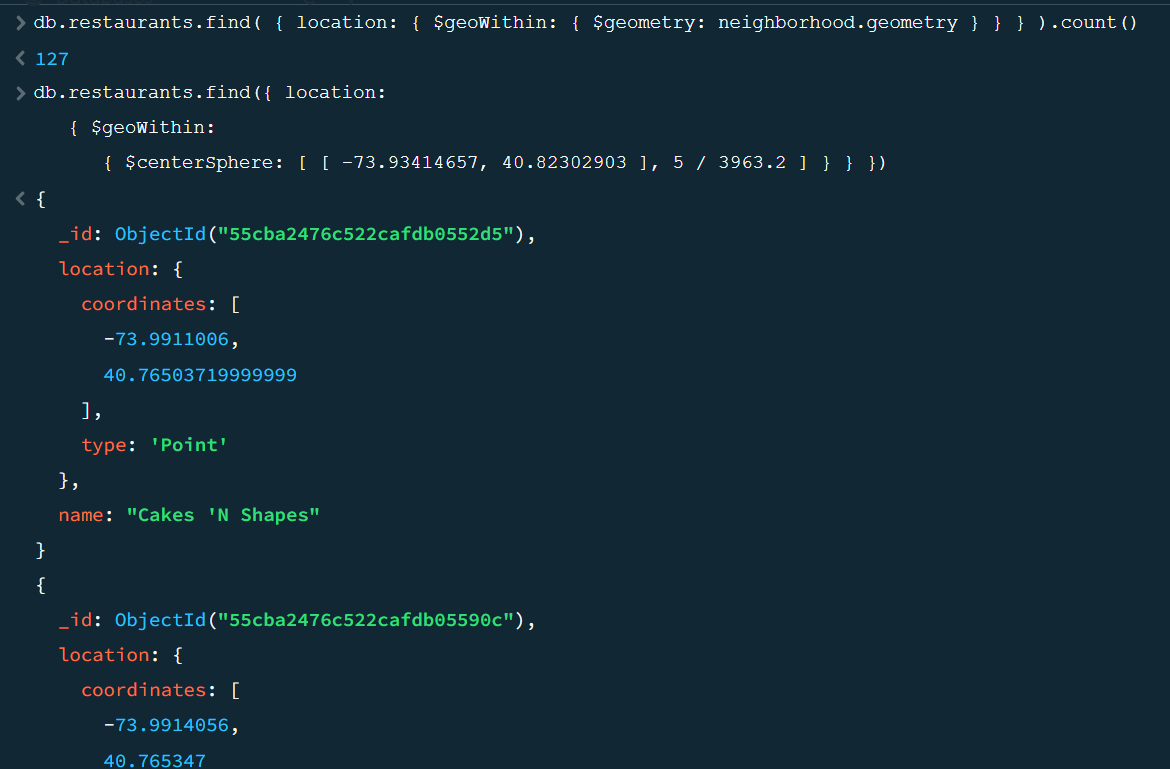 db.restaurants.find( { location: { $geoWithin: { $geometry: neighborhood.geometry } } } ).count()
127
db.restaurants.find({ location:
{ $geoWithin:
{ $centerSphere: [ [ -73.93414657, 40.82302903 ], 5 / 3963.2 ] } } })
{
_id: ObjectId("55cba2476c522cafdb0552d5"),
location: {
coordinates: [
-73.9911006,
40.76503719999999
],
type: 'Point'
},
name: "Cakes 'N Shapes"
}
{
_id: ObjectId("55cba2476c522cafdb05590c"),
location: {
coordinates: [
-73.9914056,
40.765347